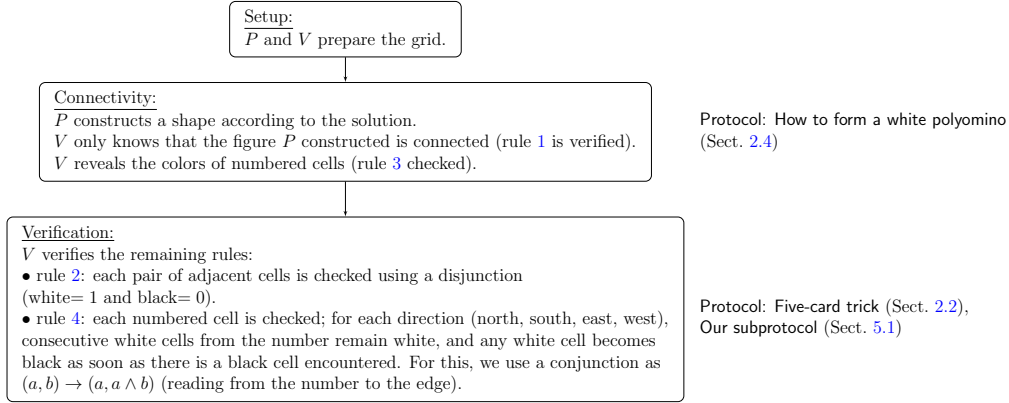 Setup:
P and V prepare the grid.
Connectivity:
P constructs a shape according to the solution.
V only knows that the figure P constructed is connected (rule 1 is verified).
V reveals the colors of numbered cells (rule 3 checked).
Protocol: How to form a white polyomino
(Sect. 2.4)
Verification:
V verifies the remaining rules:
• rule 2: each pair of adjacent cells is checked using a disjunction
(white= 1 and black= 0).
• rule 4: each numbered cell is checked; for each direction (north, south, east, west),
consecutive white cells from the number remain white, and any white cell becomes
black as soon as there is a black cell encountered. For this, we use a conjunction as
(a, b) → (a, a ∧ b) (reading from the number to the edge).
Protocol: Five-card trick (Sect. 2.2),
Our subprotocol (Sect. 5.1)